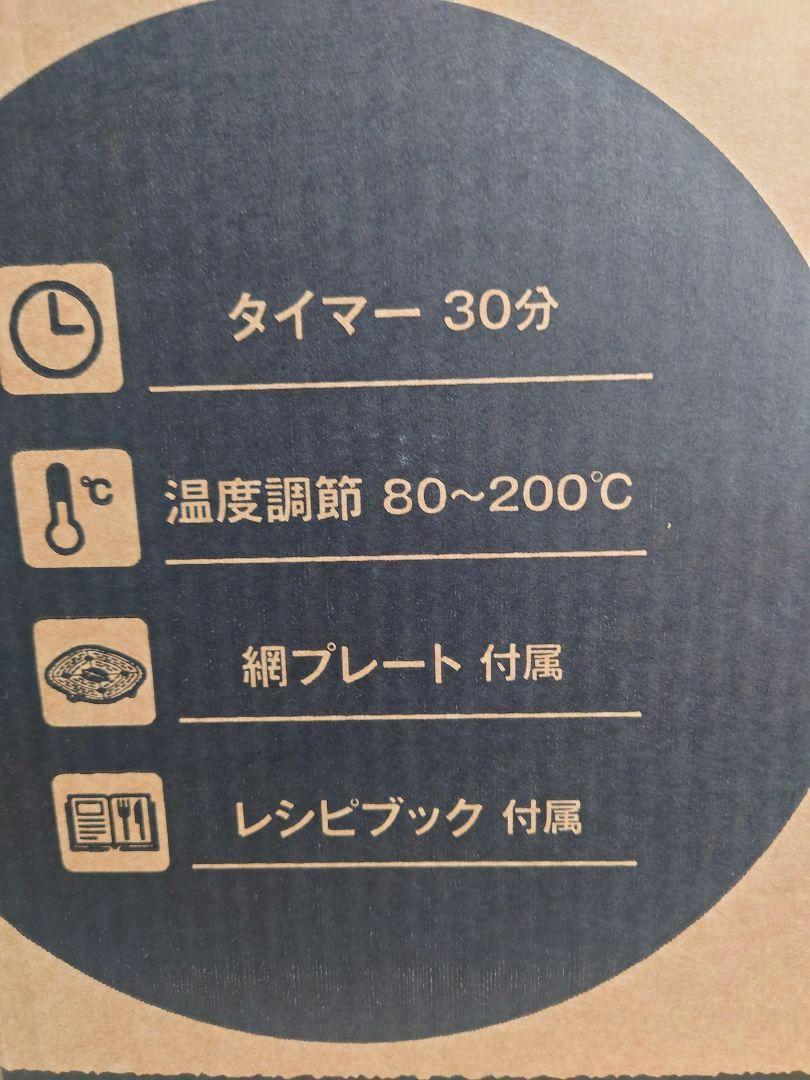 タイマー 30分
℃
温度調節 80~200℃
網プレート 付属
レシピブック 付属